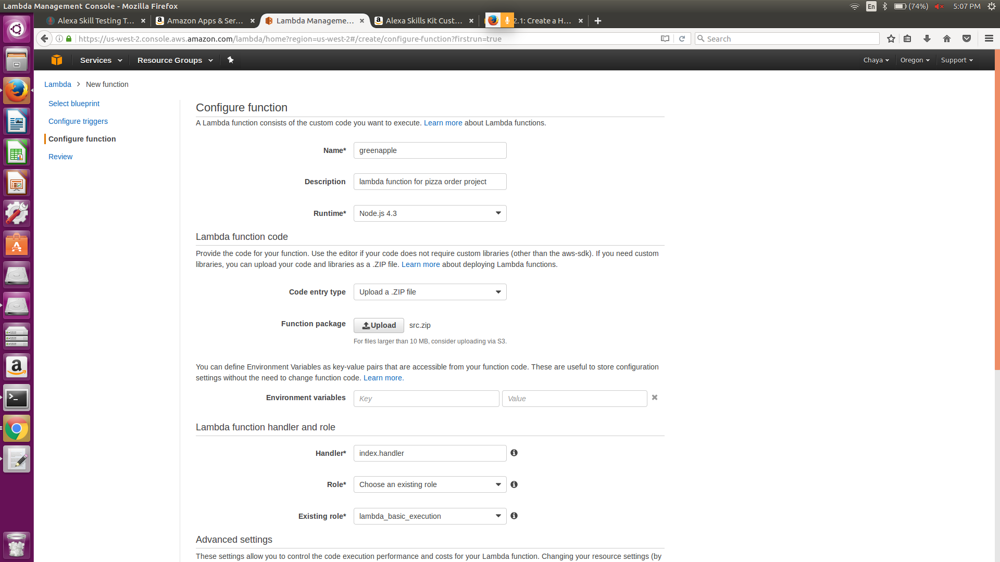 Lambda Management Console - Mozilla Firefox
En
(74%)
5:07 PM
Alexa Skill Testing T...
Amazon Apps & Ser...
Lambda Manageme...
Alexa Skills Kit Cust...
2.1: Create a H...
https://us-west-2.console.aws.amazon.com/lambda/home?region=us-west-2#/create/configure-function?firstrun=true
Search
Services
Resource Groups
Chaya
Oregon
Support
Lambda > New function
Select blueprint
Configure triggers
Configure function
Review
Configure function
A Lambda function consists of the custom code you want to execute. Learn more about Lambda functions.
Name* greenapple
Description lambda function for pizza order project
Runtime* Node.js 4.3
Lambda function code
Provide the code for your function. Use the editor if your code does not require custom libraries (other than the aws-sdk). If you need custom
libraries, you can upload your code and libraries as a .ZIP file. Learn more about deploying Lambda functions.
Code entry type Upload a .ZIP file
Function package Upload src.zip
For files larger than 10 MB, consider uploading via S3.
You can define Environment Variables as key-value pairs that are accessible from your function code. These are useful to store configuration
settings without the need to change function code. Learn more.
Environment variables Key Value
Lambda function handler and role
Handler* index.handler
Role* Choose an existing role
Existing role* lambda_basic_execution
Advanced settings
These settings allow you to control the code execution performance and costs for your Lambda function. Changing your resource settings (by